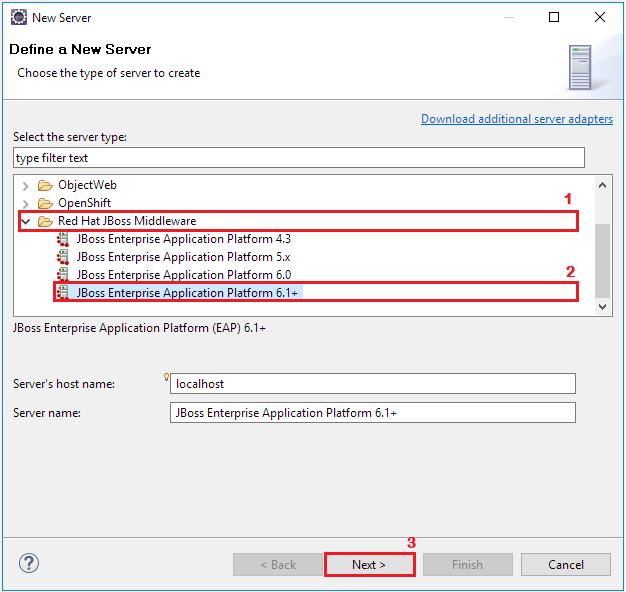 New Server
Define a New Server
Choose the type of server to create
Download additional server adapters
Select the server type:
type filter text
ObjectWeb
OpenShift
1
Red Hat JBoss Middleware
JBoss Enterprise Application Platform 4.3
JBoss Enterprise Application Platform 5.x
JBoss Enterprise Application Platform 6.0
2
JBoss Enterprise Application Platform 6.1+
JBoss Enterprise Application Platform (EAP) 6.1+
Server's host name: localhost
Server name: JBoss Enterprise Application Platform 6.1+
3
? < Back Next > Finish Cancel